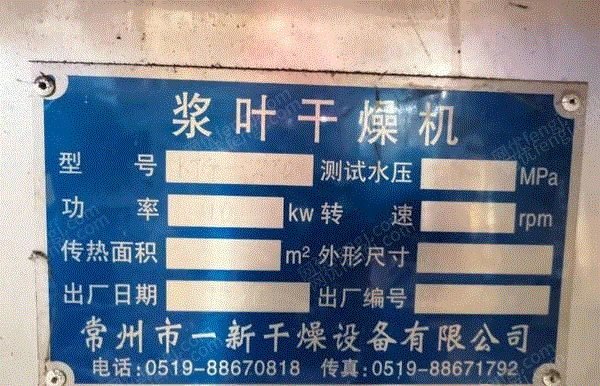 浆叶干燥机
型 号 测试水压 MPa
功 率 kw 转 速 rpm
传热面积 m² 外形尺寸
出厂日期 出厂编号
常州市一新干燥设备有限公司
电话:0519-88670818 传真:0519-88671792